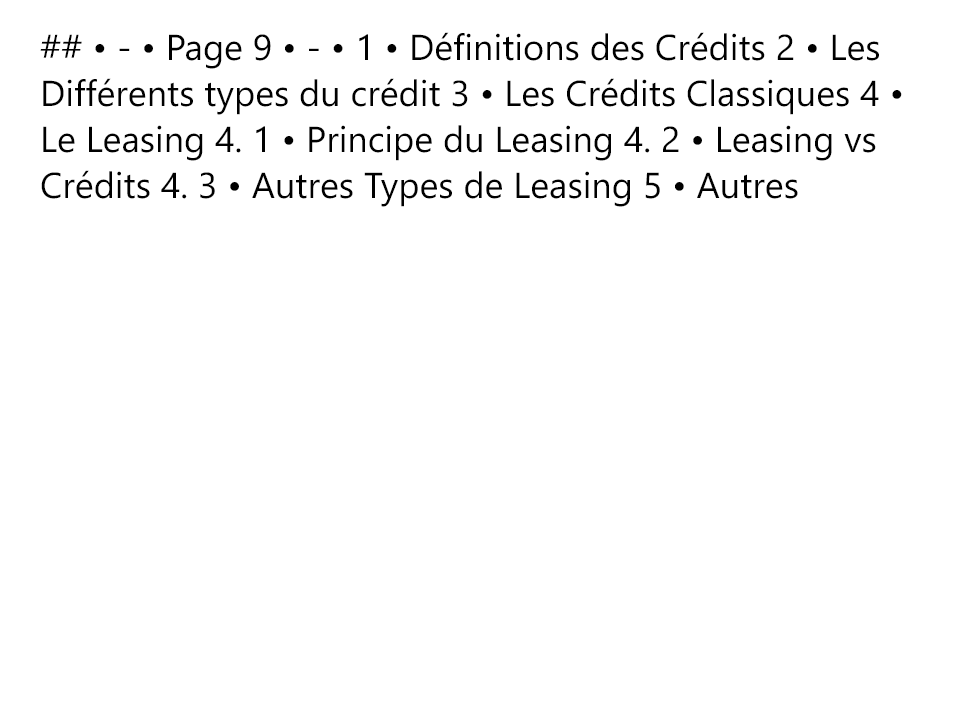 ## • - • Page 9 • - • 1 • Définitions des Crédits 2 • Les
Différents types du crédit 3 • Les Crédits Classiques 4 •
Le Leasing 4. 1 • Principe du Leasing 4. 2 • Leasing vs
Crédits 4. 3 • Autres Types de Leasing 5 • Autres